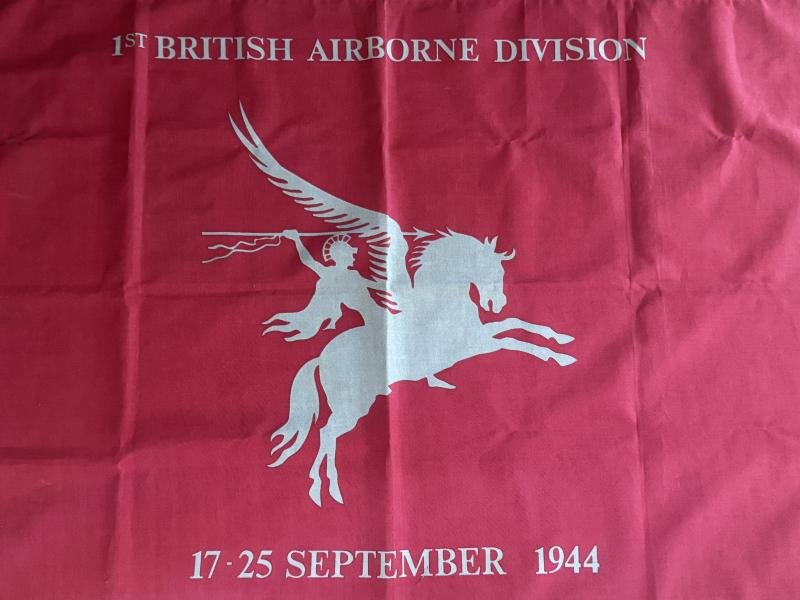 1ST BRITISH AIRBORNE DIVISION
17-25 SEPTEMBER 1944